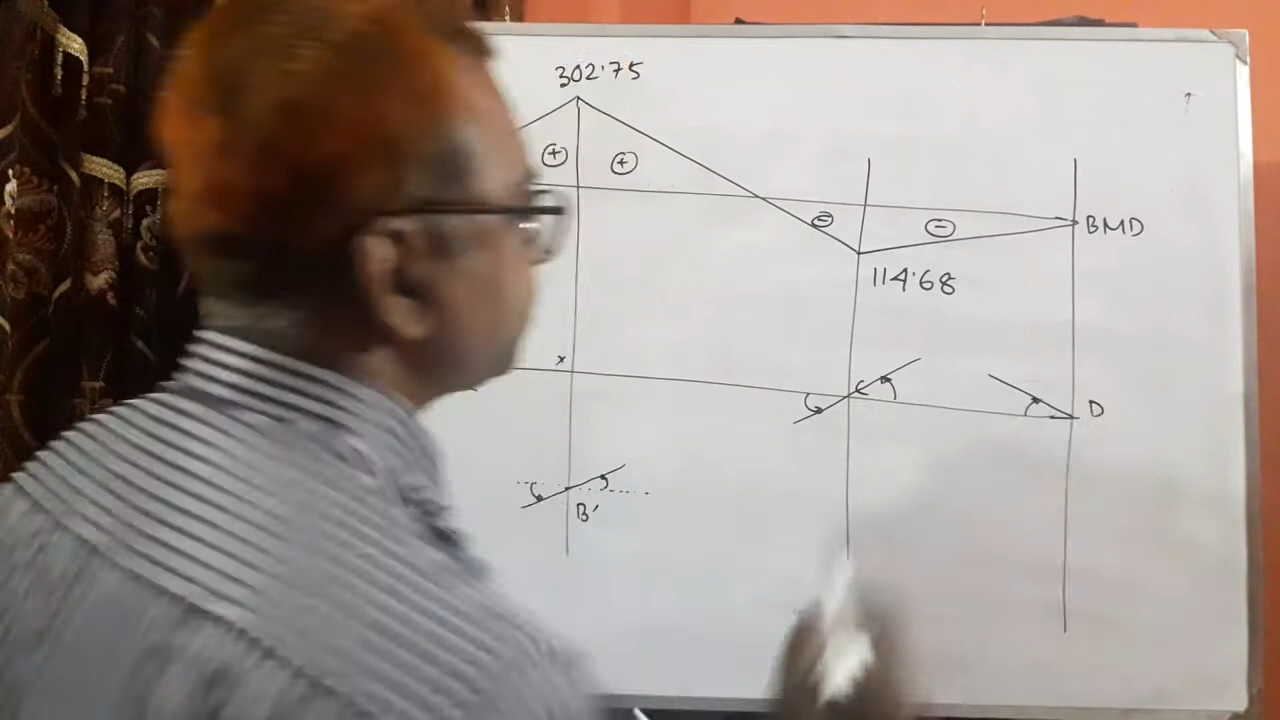 302.75
+ +
- -
BMD
114.68
x
C
D
B'